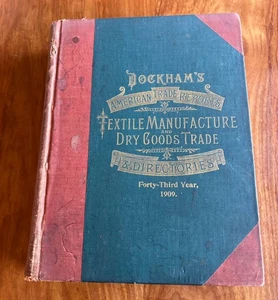 DOCKHAM'S
AMERICAN TRADE REPORTS
TEXTILE MANUFACTURE
AND
DRY GOODS TRADE
& DIRECTORIES
Forty-Third Year,
1909.